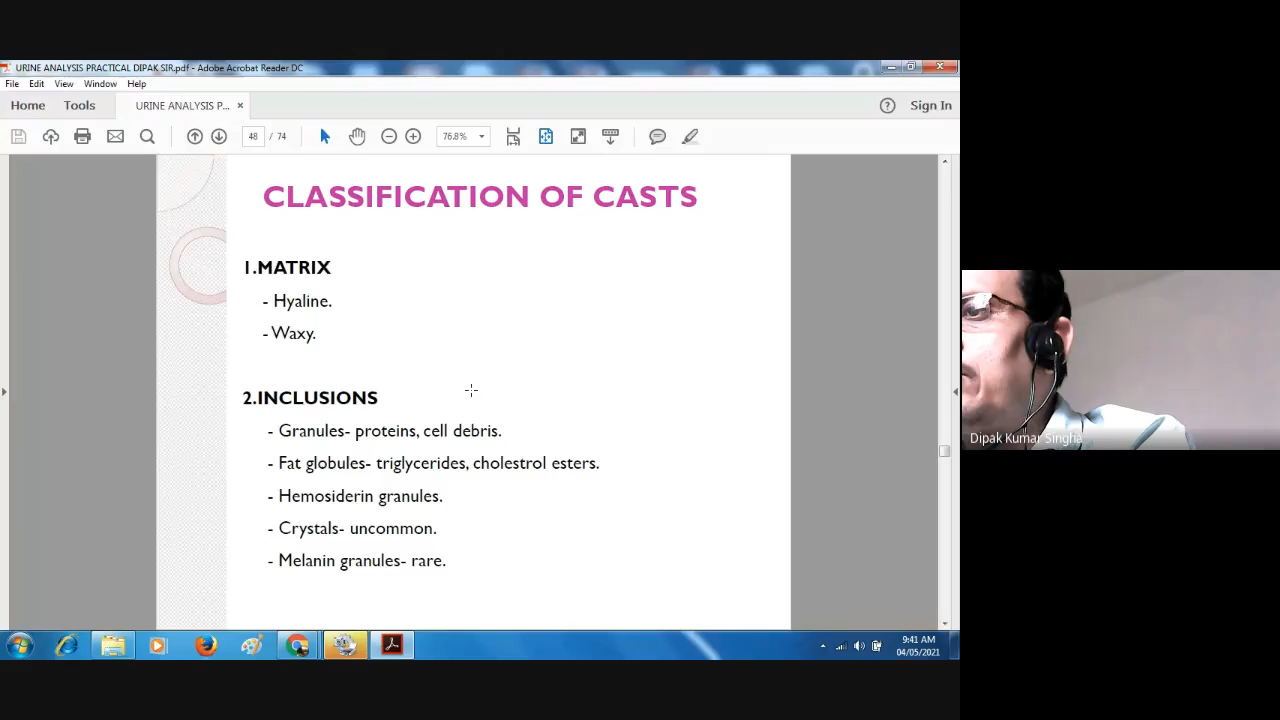 URINE ANALYSIS PRACTICAL DIPAK SIR.pdf - Adobe Acrobat Reader DC
File Edit View Window Help
Home Tools URINE ANALYSIS P... × Sign In
48 / 74 76.8%
CLASSIFICATION OF CASTS
1.MATRIX
- Hyaline.
- Waxy.
2.INCLUSIONS
- Granules- proteins, cell debris.
- Fat globules- triglycerides, cholestrol esters.
- Hemosiderin granules.
- Crystals- uncommon.
- Melanin granules- rare.
Dipak Kumar Singha
9:41 AM
04/05/2021